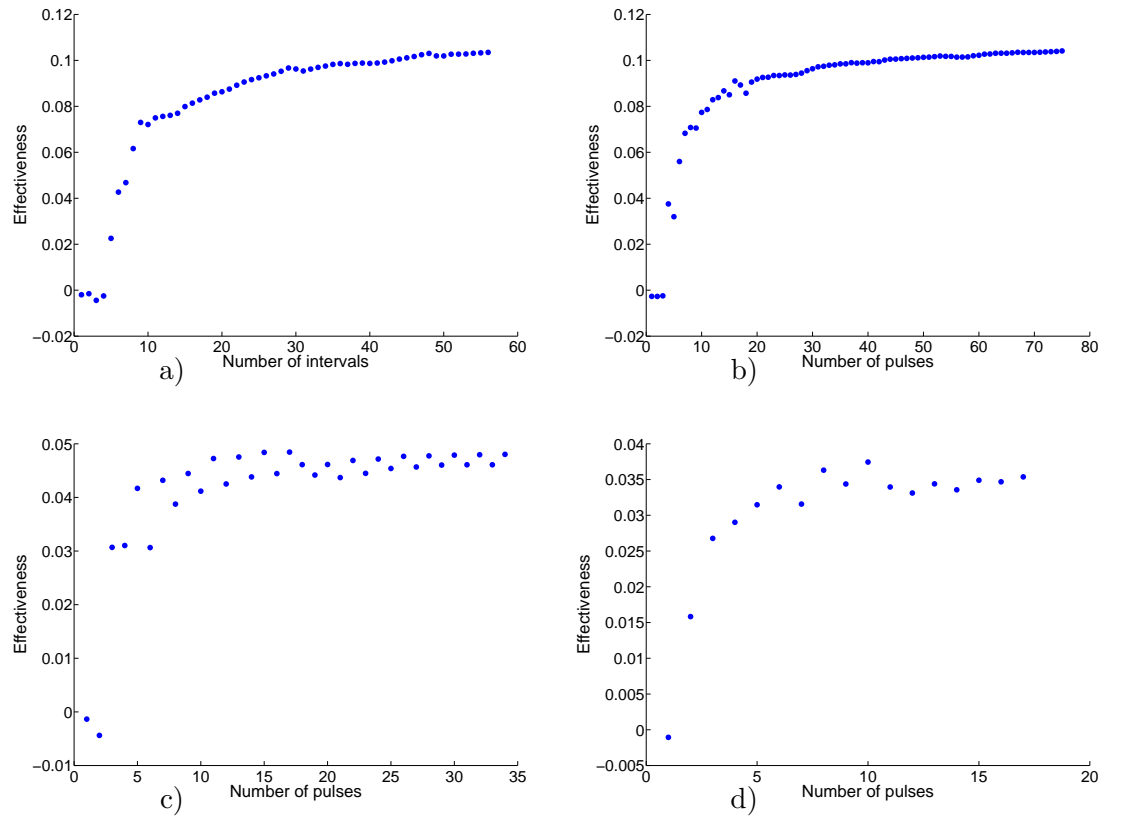 0.12
0.1
0.08
0.06
0.04
0.02
0
−0.02
Effectiveness
0 10 20 30 40 50 60
Number of intervals
a)
0.12
0.1
0.08
0.06
0.04
0.02
0
−0.02
Effectiveness
0 10 20 30 40 50 60 70 80
Number of pulses
b)
0.05
0.04
0.03
0.02
0.01
0
−0.01
Effectiveness
0 5 10 15 20 25 30 35
Number of pulses
c)
0.04
0.035
0.03
0.025
0.02
0.015
0.01
0.005
0
−0.005
Effectiveness
0 5 10 15 20
Number of pulses
d)